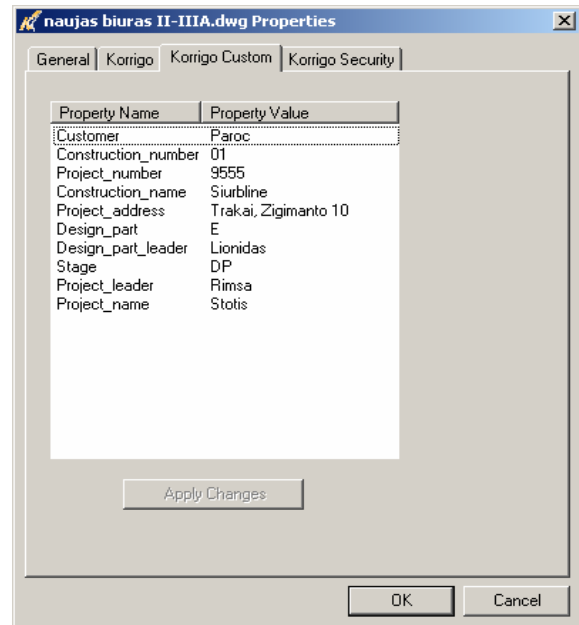 naujas biuras II-IIIA.dwg Properties
General Korrigo Korrigo Custom Korrigo Security
Property Name Property Value
Customer Paroc
Construction_number 01
Project_number 9555
Construction_name Siurbline
Project_address Trakai, Zigimanto 10
Design_part E
Design_part_leader Lionidas
Stage DP
Project_leader Rimsa
Project_name Stotis
Apply Changes
OK Cancel